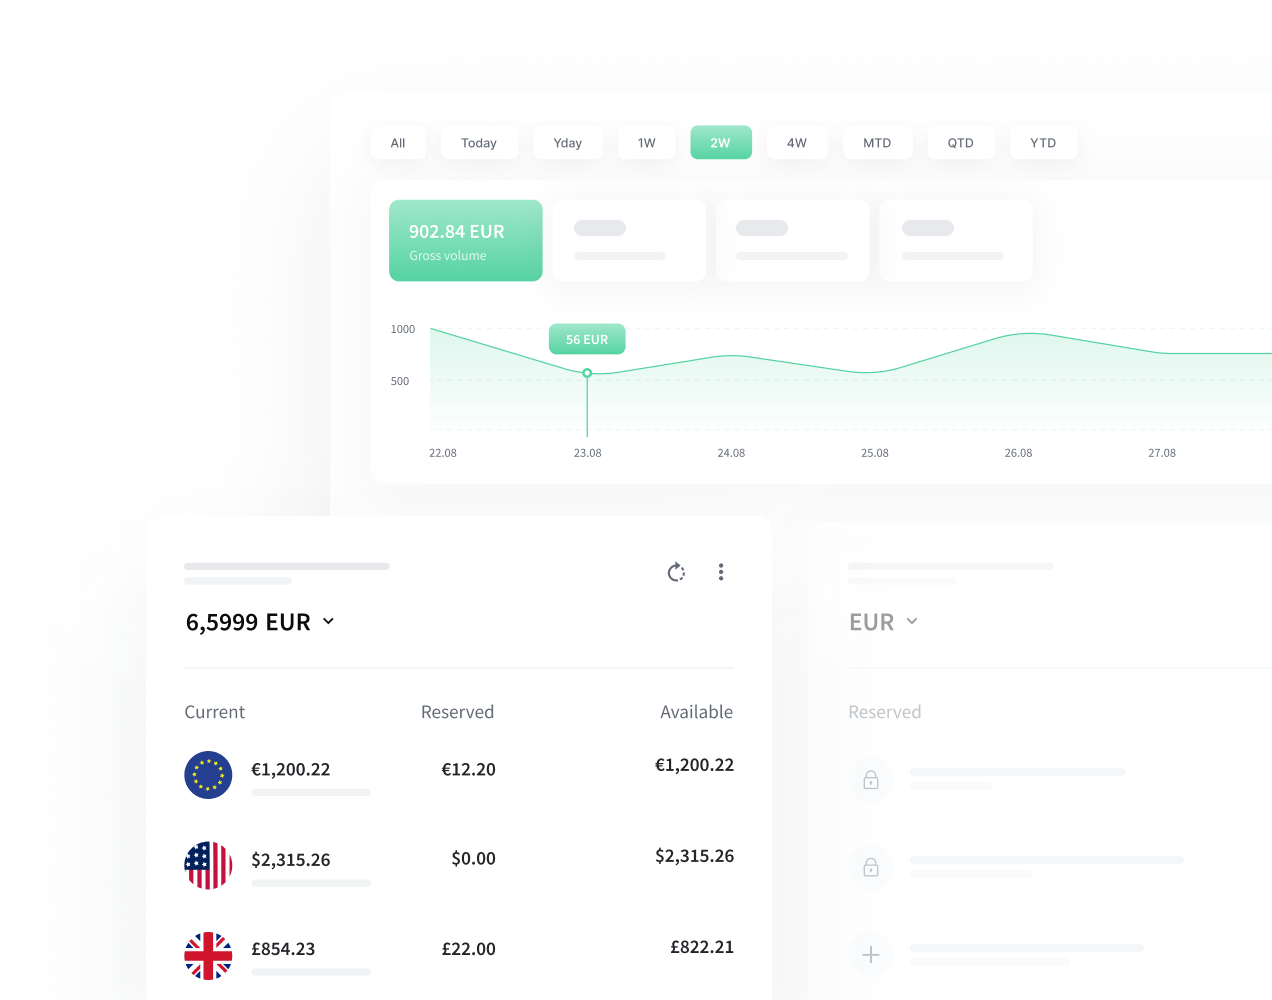 All Today Yday 1W 2W 4W MTD QTD YTD
902.84 EUR
Gross volume
1000
56 EUR
500
22.08 23.08 24.08 25.08 26.08 27.08
6,5999 EUR
EUR
Current Reserved Available
Reserved
€1,200.22 €12.20 €1,200.22
$2,315.26 $0.00 $2,315.26
£854.23 £22.00 £822.21